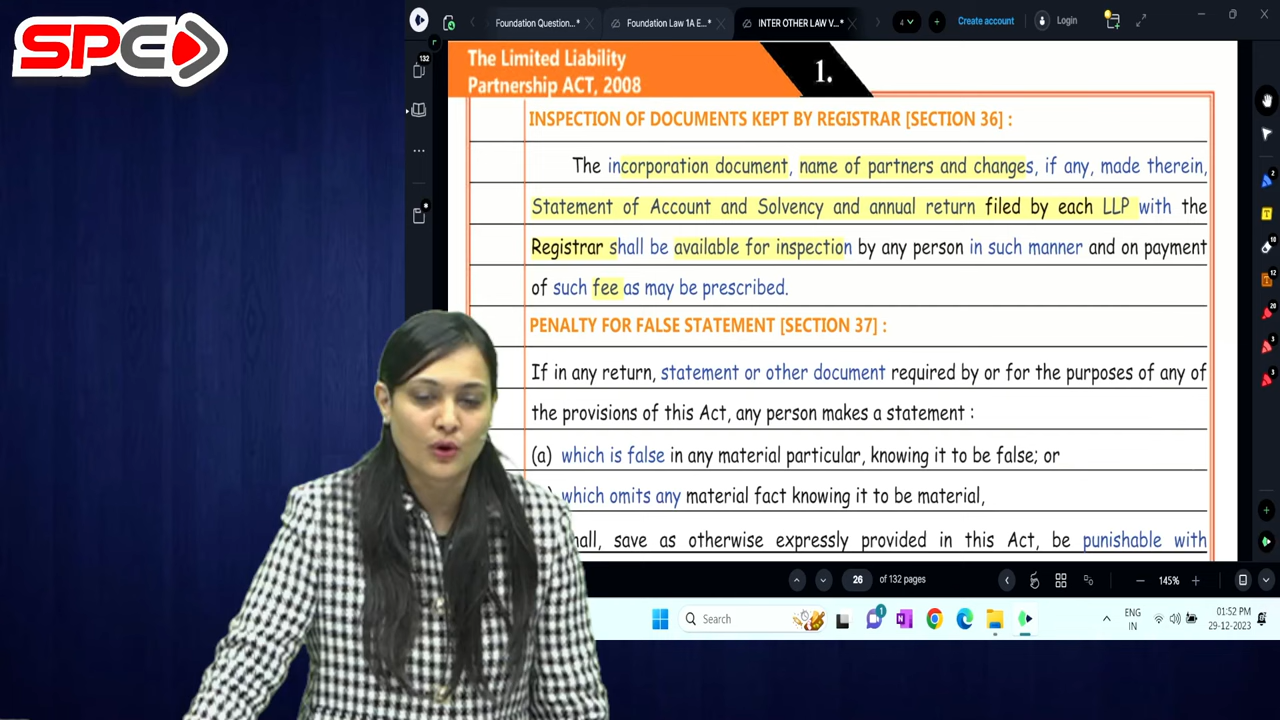 SPC
Foundation Question...*
Foundation Law 1A E...*
INTER OTHER LAW V...*
4
Create account
Login
132
The Limited Liability
Partnership ACT, 2008
1.
INSPECTION OF DOCUMENTS KEPT BY REGISTRAR [SECTION 36] :
The incorporation document, name of partners and changes, if any, made therein,
Statement of Account and Solvency and annual return filed by each LLP with the
Registrar shall be available for inspection by any person in such manner and on payment
of such fee as may be prescribed.
PENALTY FOR FALSE STATEMENT [SECTION 37] :
If in any return, statement or other document required by or for the purposes of any of
the provisions of this Act, any person makes a statement :
(a) which is false in any material particular, knowing it to be false; or
) which omits any material fact knowing it to be material,
hall, save as otherwise expressly provided in this Act, be punishable with
26 of 132 pages
145%
Search
ENG
IN
01:52 PM
29-12-2023